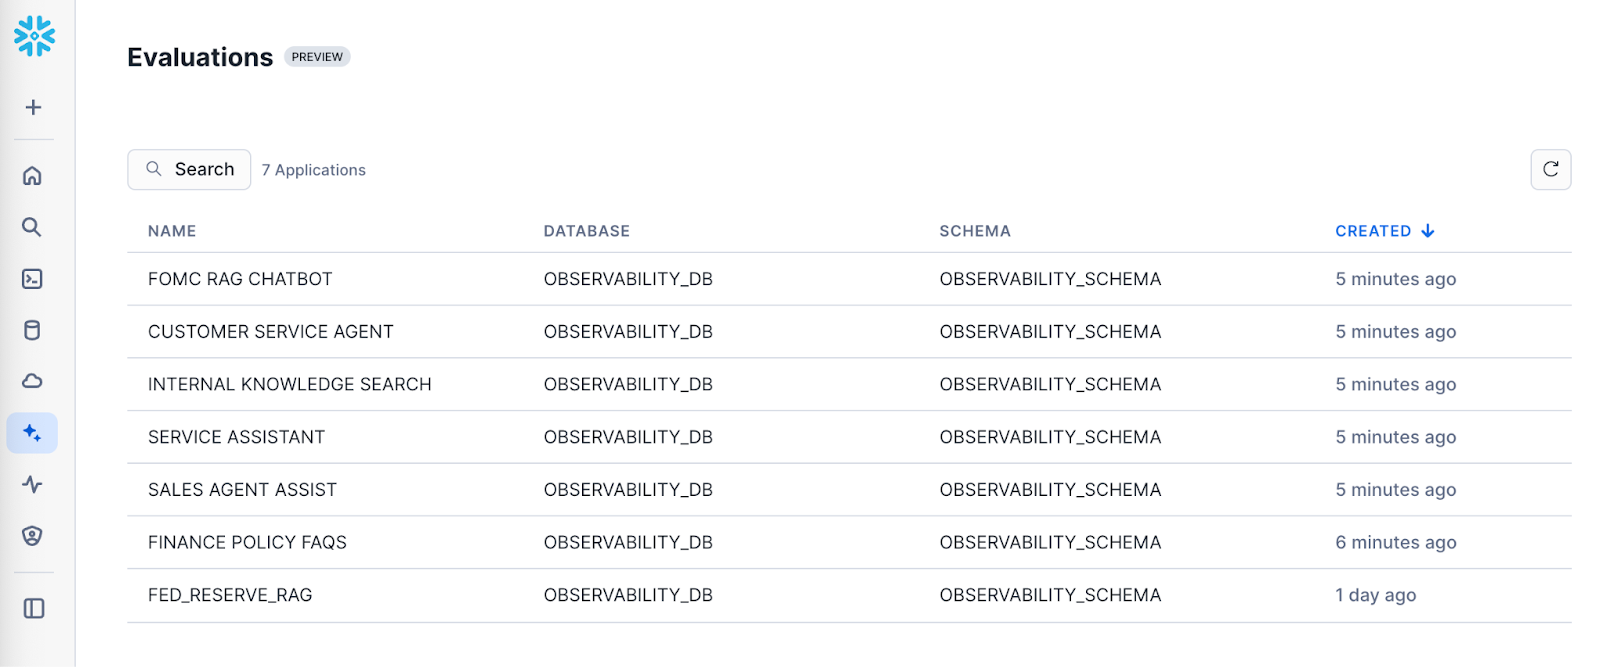 Evaluations PREVIEW
Search 7 Applications
NAME DATABASE SCHEMA CREATED
FOMC RAG CHATBOT OBSERVABILITY_DB OBSERVABILITY_SCHEMA 5 minutes ago
CUSTOMER SERVICE AGENT OBSERVABILITY_DB OBSERVABILITY_SCHEMA 5 minutes ago
INTERNAL KNOWLEDGE SEARCH OBSERVABILITY_DB OBSERVABILITY_SCHEMA 5 minutes ago
SERVICE ASSISTANT OBSERVABILITY_DB OBSERVABILITY_SCHEMA 5 minutes ago
SALES AGENT ASSIST OBSERVABILITY_DB OBSERVABILITY_SCHEMA 5 minutes ago
FINANCE POLICY FAQS OBSERVABILITY_DB OBSERVABILITY_SCHEMA 6 minutes ago
FED_RESERVE_RAG OBSERVABILITY_DB OBSERVABILITY_SCHEMA 1 day ago